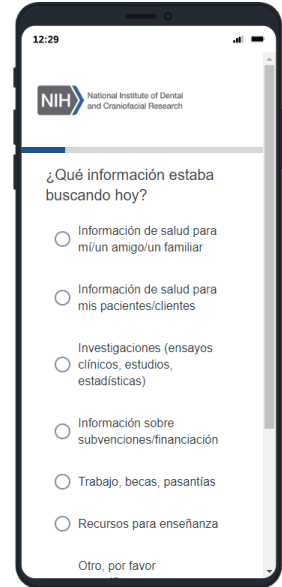 12:29
NIH
National Institute of Dental
and Craniofacial Research
¿Qué información estaba
buscando hoy?
Información de salud para
mí/un amigo/un familiar
Información de salud para
mis pacientes/clientes
Investigaciones (ensayos
clínicos, estudios,
estadísticas)
Información sobre
subvenciones/financiación
Trabajo, becas, pasantías
Recursos para enseñanza
Otro, por favor